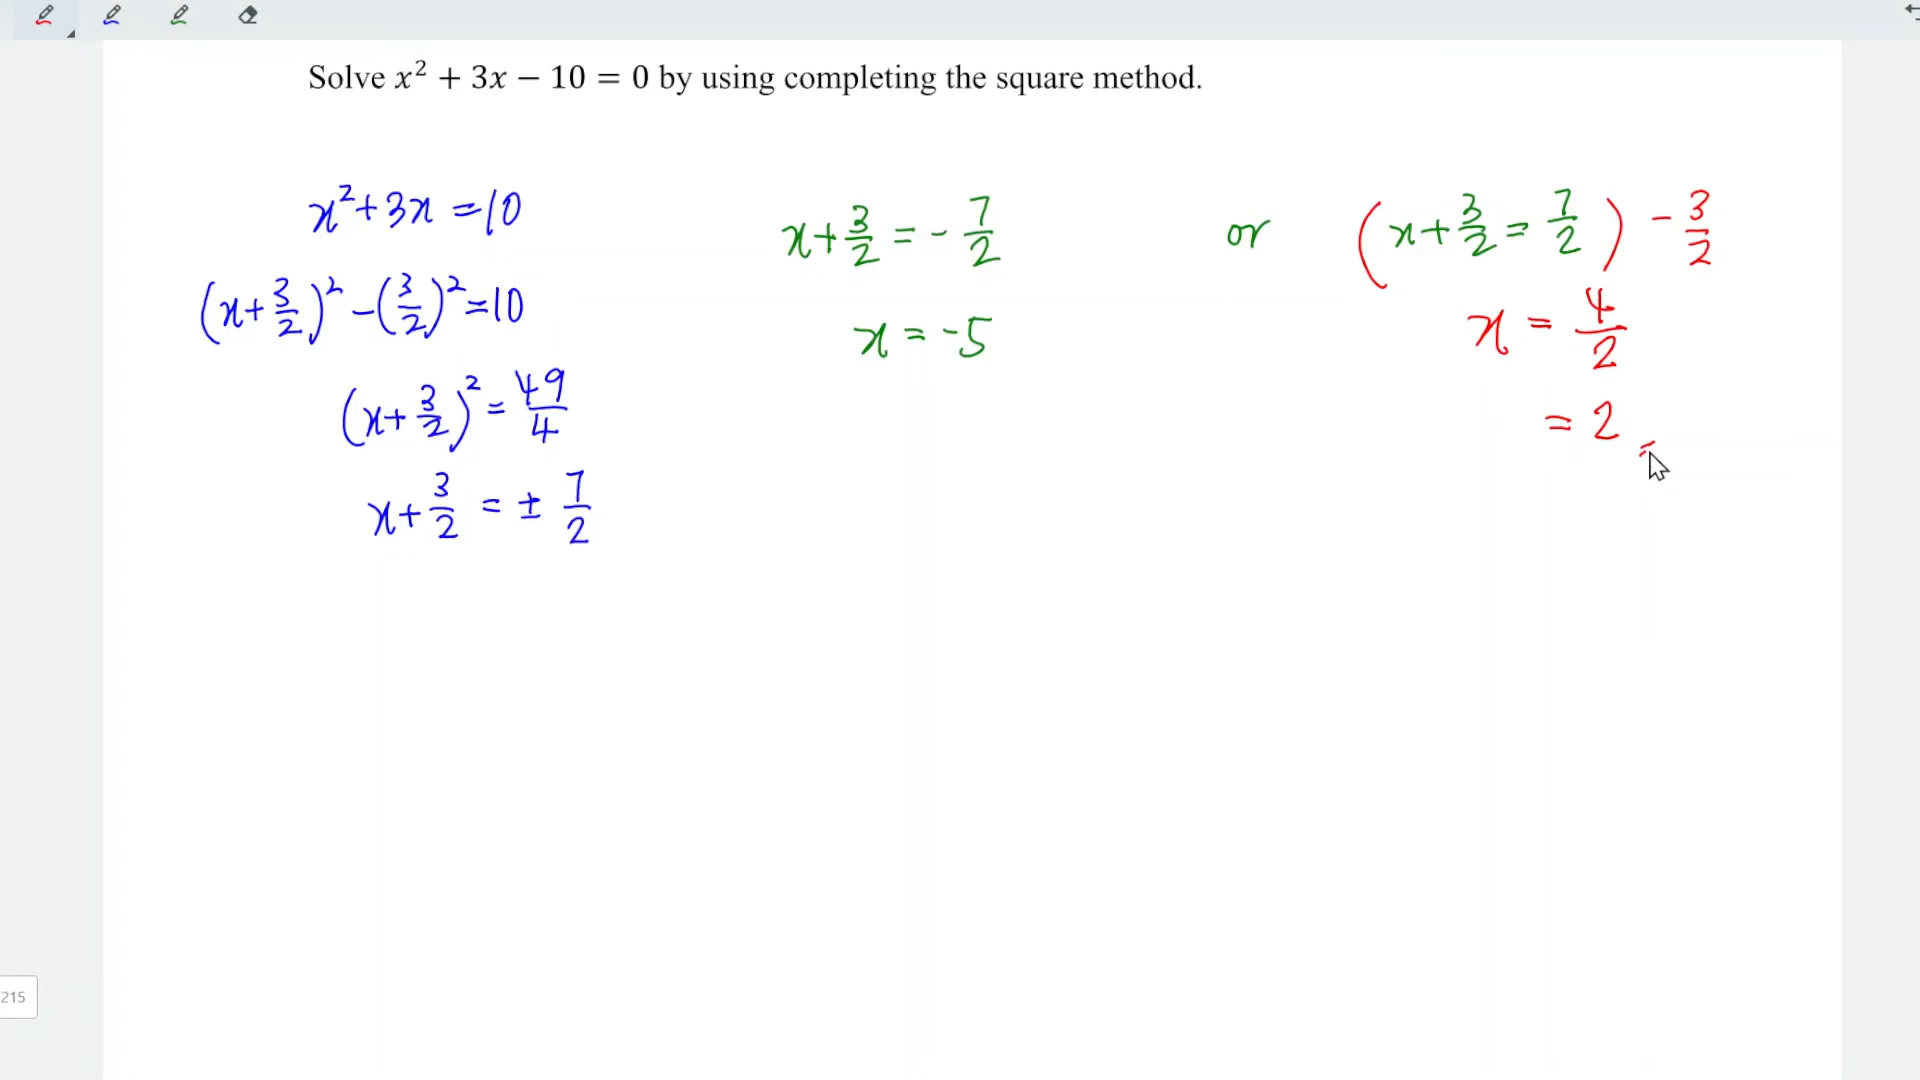 Solve x² + 3x − 10 = 0 by using completing the square method.
x² + 3x = 10
(x + 3/2)² − (3/2)² = 10
(x + 3/2)² = 49/4
x + 3/2 = ± 7/2
x + 3/2 = − 7/2
x = −5
or
(x + 3/2 = 7/2) − 3/2
x = 4/2
= 2
215